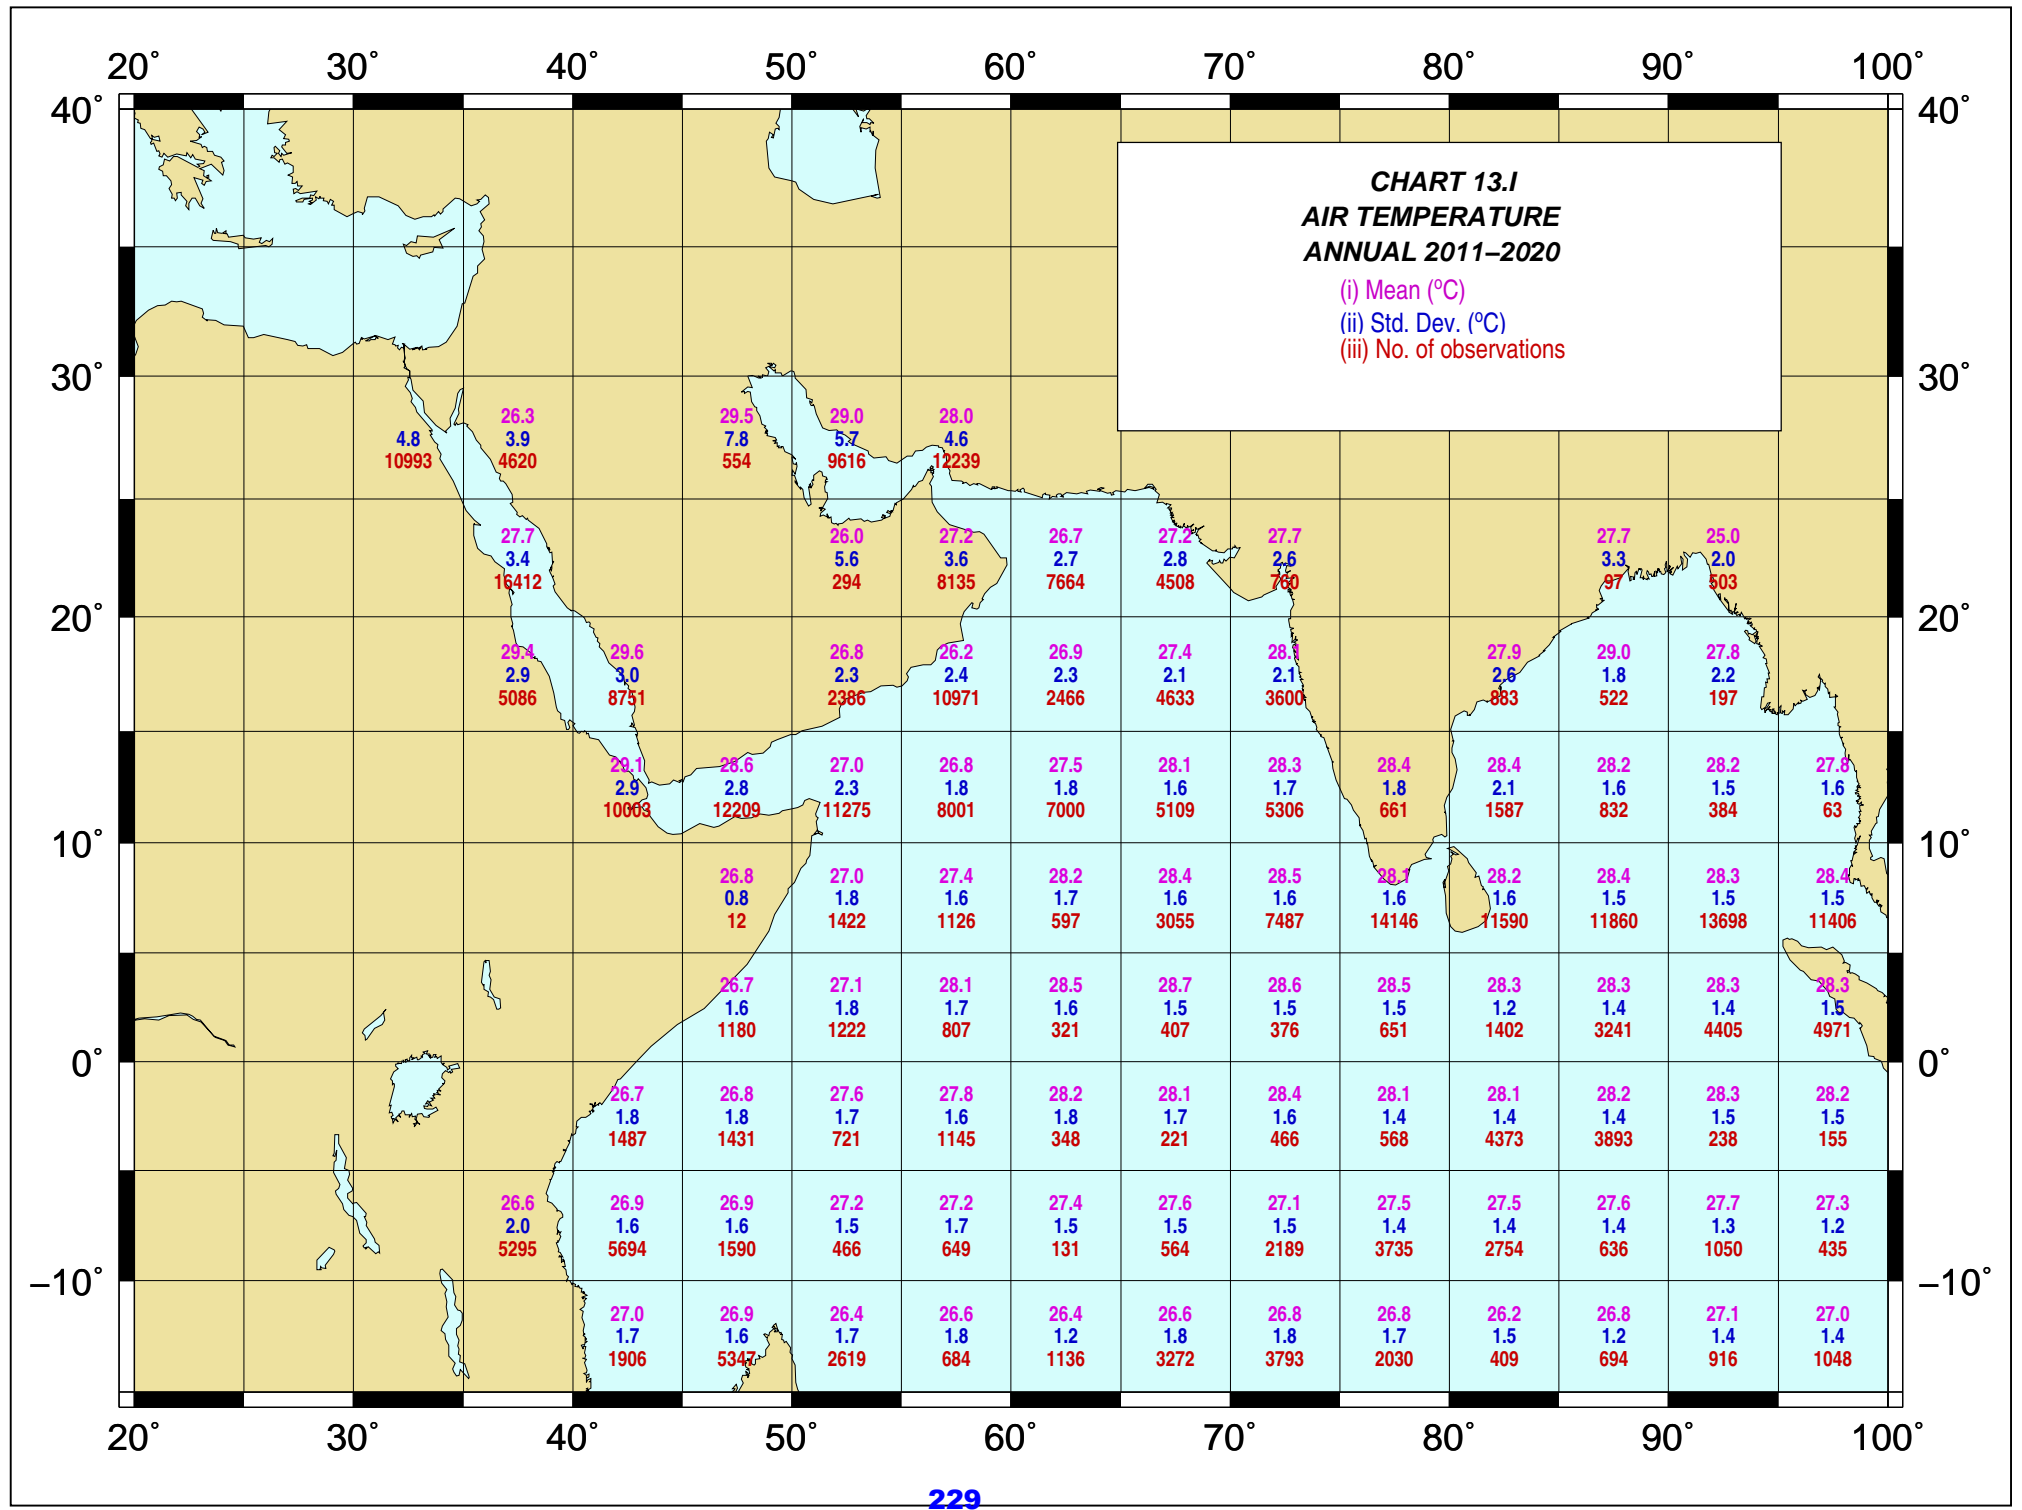 20° 30° 40° 50° 60° 70° 80° 90° 100°
40° 40°
CHART 13.I
AIR TEMPERATURE
ANNUAL 2011–2020
(i) Mean (°C)
(ii) Std. Dev. (°C)
(iii) No. of observations
30° 30°
26.3 29.5 29.0 28.0
4.8 3.9 7.8 5.7 4.6
10993 4620 554 9616 12239
27.7 26.0 27.2 26.7 27.2 27.7 27.7 25.0
3.4 5.6 3.6 2.7 2.8 2.6 3.3 2.0
16412 294 8135 7664 4508 760 97 503
20° 20°
29.4 29.6 26.8 26.2 26.9 27.4 28.1 27.9 29.0 27.8
2.9 3.0 2.3 2.4 2.3 2.1 2.1 2.6 1.8 2.2
5086 8751 2386 10971 2466 4633 3600 883 522 197
29.1 28.6 27.0 26.8 27.5 28.1 28.3 28.4 28.4 28.2 28.2 27.8
2.9 2.8 2.3 1.8 1.8 1.6 1.7 1.8 2.1 1.6 1.5 1.6
10003 12209 11275 8001 7000 5109 5306 661 1587 832 384 63
10° 10°
26.8 27.0 27.4 28.2 28.4 28.5 28.1 28.2 28.4 28.3 28.4
0.8 1.8 1.6 1.7 1.6 1.6 1.6 1.6 1.5 1.5 1.5
12 1422 1126 597 3055 7487 14146 11590 11860 13698 11406
26.7 27.1 28.1 28.5 28.7 28.6 28.5 28.3 28.3 28.3 28.3
1.6 1.8 1.7 1.6 1.5 1.5 1.5 1.2 1.4 1.4 1.5
1180 1222 807 321 407 376 651 1402 3241 4405 4971
0° 0°
26.7 26.8 27.6 27.8 28.2 28.1 28.4 28.1 28.1 28.2 28.3 28.2
1.8 1.8 1.7 1.6 1.8 1.7 1.6 1.4 1.4 1.4 1.5 1.5
1487 1431 721 1145 348 221 466 568 4373 3893 238 155
26.6 26.9 26.9 27.2 27.2 27.4 27.6 27.1 27.5 27.5 27.6 27.7 27.3
2.0 1.6 1.6 1.5 1.7 1.5 1.5 1.5 1.4 1.4 1.4 1.3 1.2
5295 5694 1590 466 649 131 564 2189 3735 2754 636 1050 435
−10° −10°
27.0 26.9 26.4 26.6 26.4 26.6 26.8 26.8 26.2 26.8 27.1 27.0
1.7 1.6 1.7 1.8 1.2 1.8 1.8 1.7 1.5 1.2 1.4 1.4
1906 5347 2619 684 1136 3272 3793 2030 409 694 916 1048
20° 30° 40° 50° 60° 70° 80° 90° 100°
229